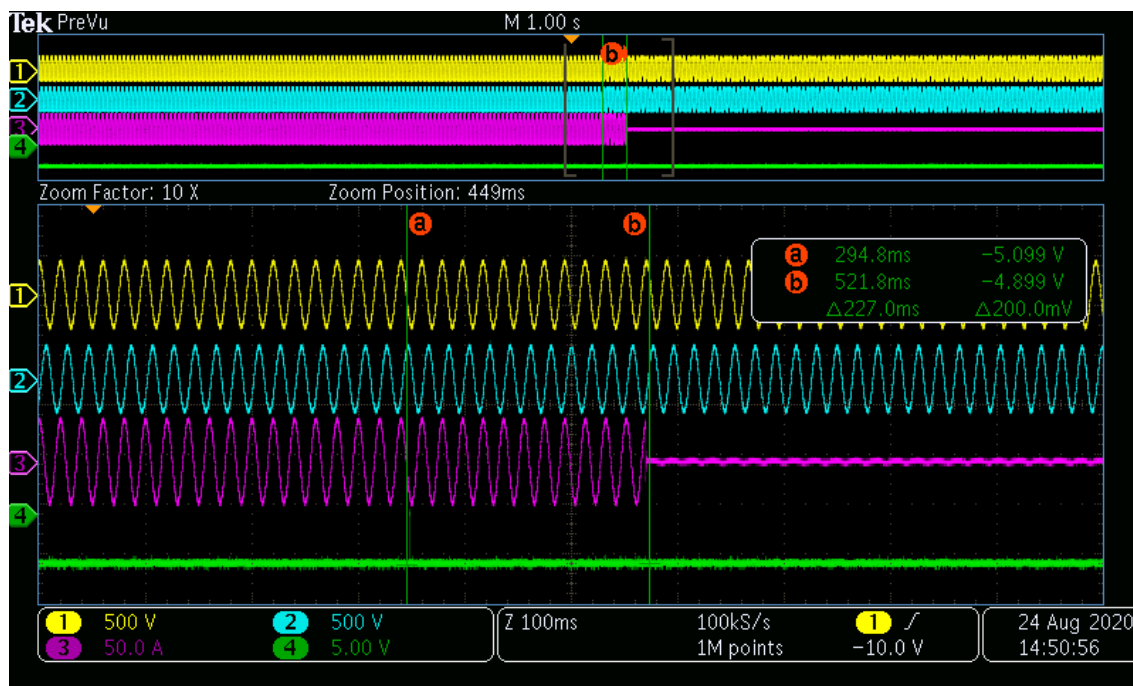 Tek PreVu M 1.00 s
b
1
2
3
4
Zoom Factor: 10 X Zoom Position: 449ms
a b
a 294.8ms −5.099 V
b 521.8ms −4.899 V
△227.0ms △200.0mV
1
2
3
4
1 500 V 2 500 V Z 100ms 100kS/s 1 24 Aug 2020
3 50.0 A 4 5.00 V 1M points −10.0 V 14:50:56